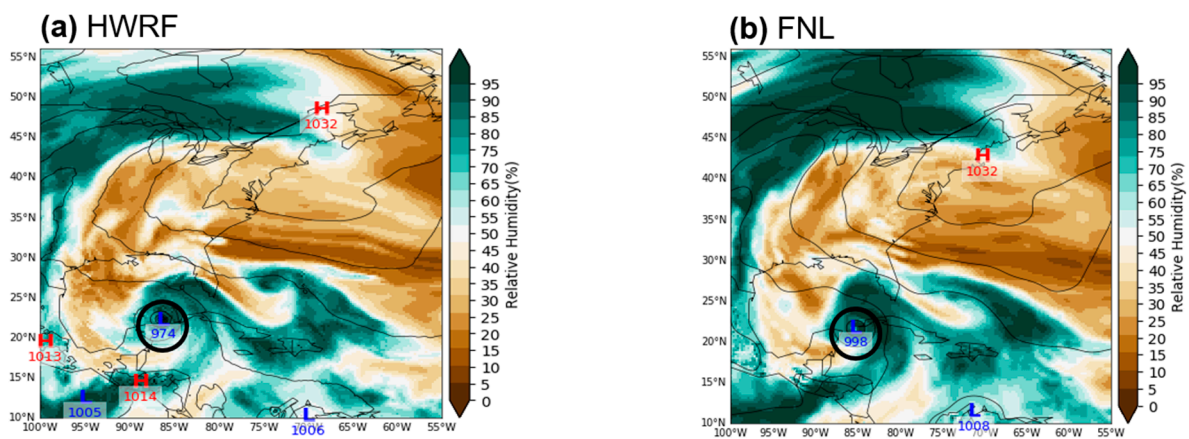 (a) HWRF
(b) FNL
55°N
50°N
45°N
40°N
35°N
30°N
25°N
20°N
15°N
10°N
100°W 95°W 90°W 85°W 80°W 75°W 65°W 60°W 55°W
H
1032
L
974
H
1013
H
1014
L
1005
L
1006
95
90
85
80
75
70
65
60
55
50
45
40
35
30
25
20
15
10
5
0
Relative Humidity(%)
55°N
50°N
45°N
40°N
35°N
30°N
25°N
20°N
15°N
10°N
100°W 95°W 90°W 85°W 80°W 75°W 70°W 65°W 60°W 55°W
H
1032
L
998
L
1008
95
90
85
80
75
70
65
60
55
50
45
40
35
30
25
20
15
10
5
0
Relative Humidity(%)